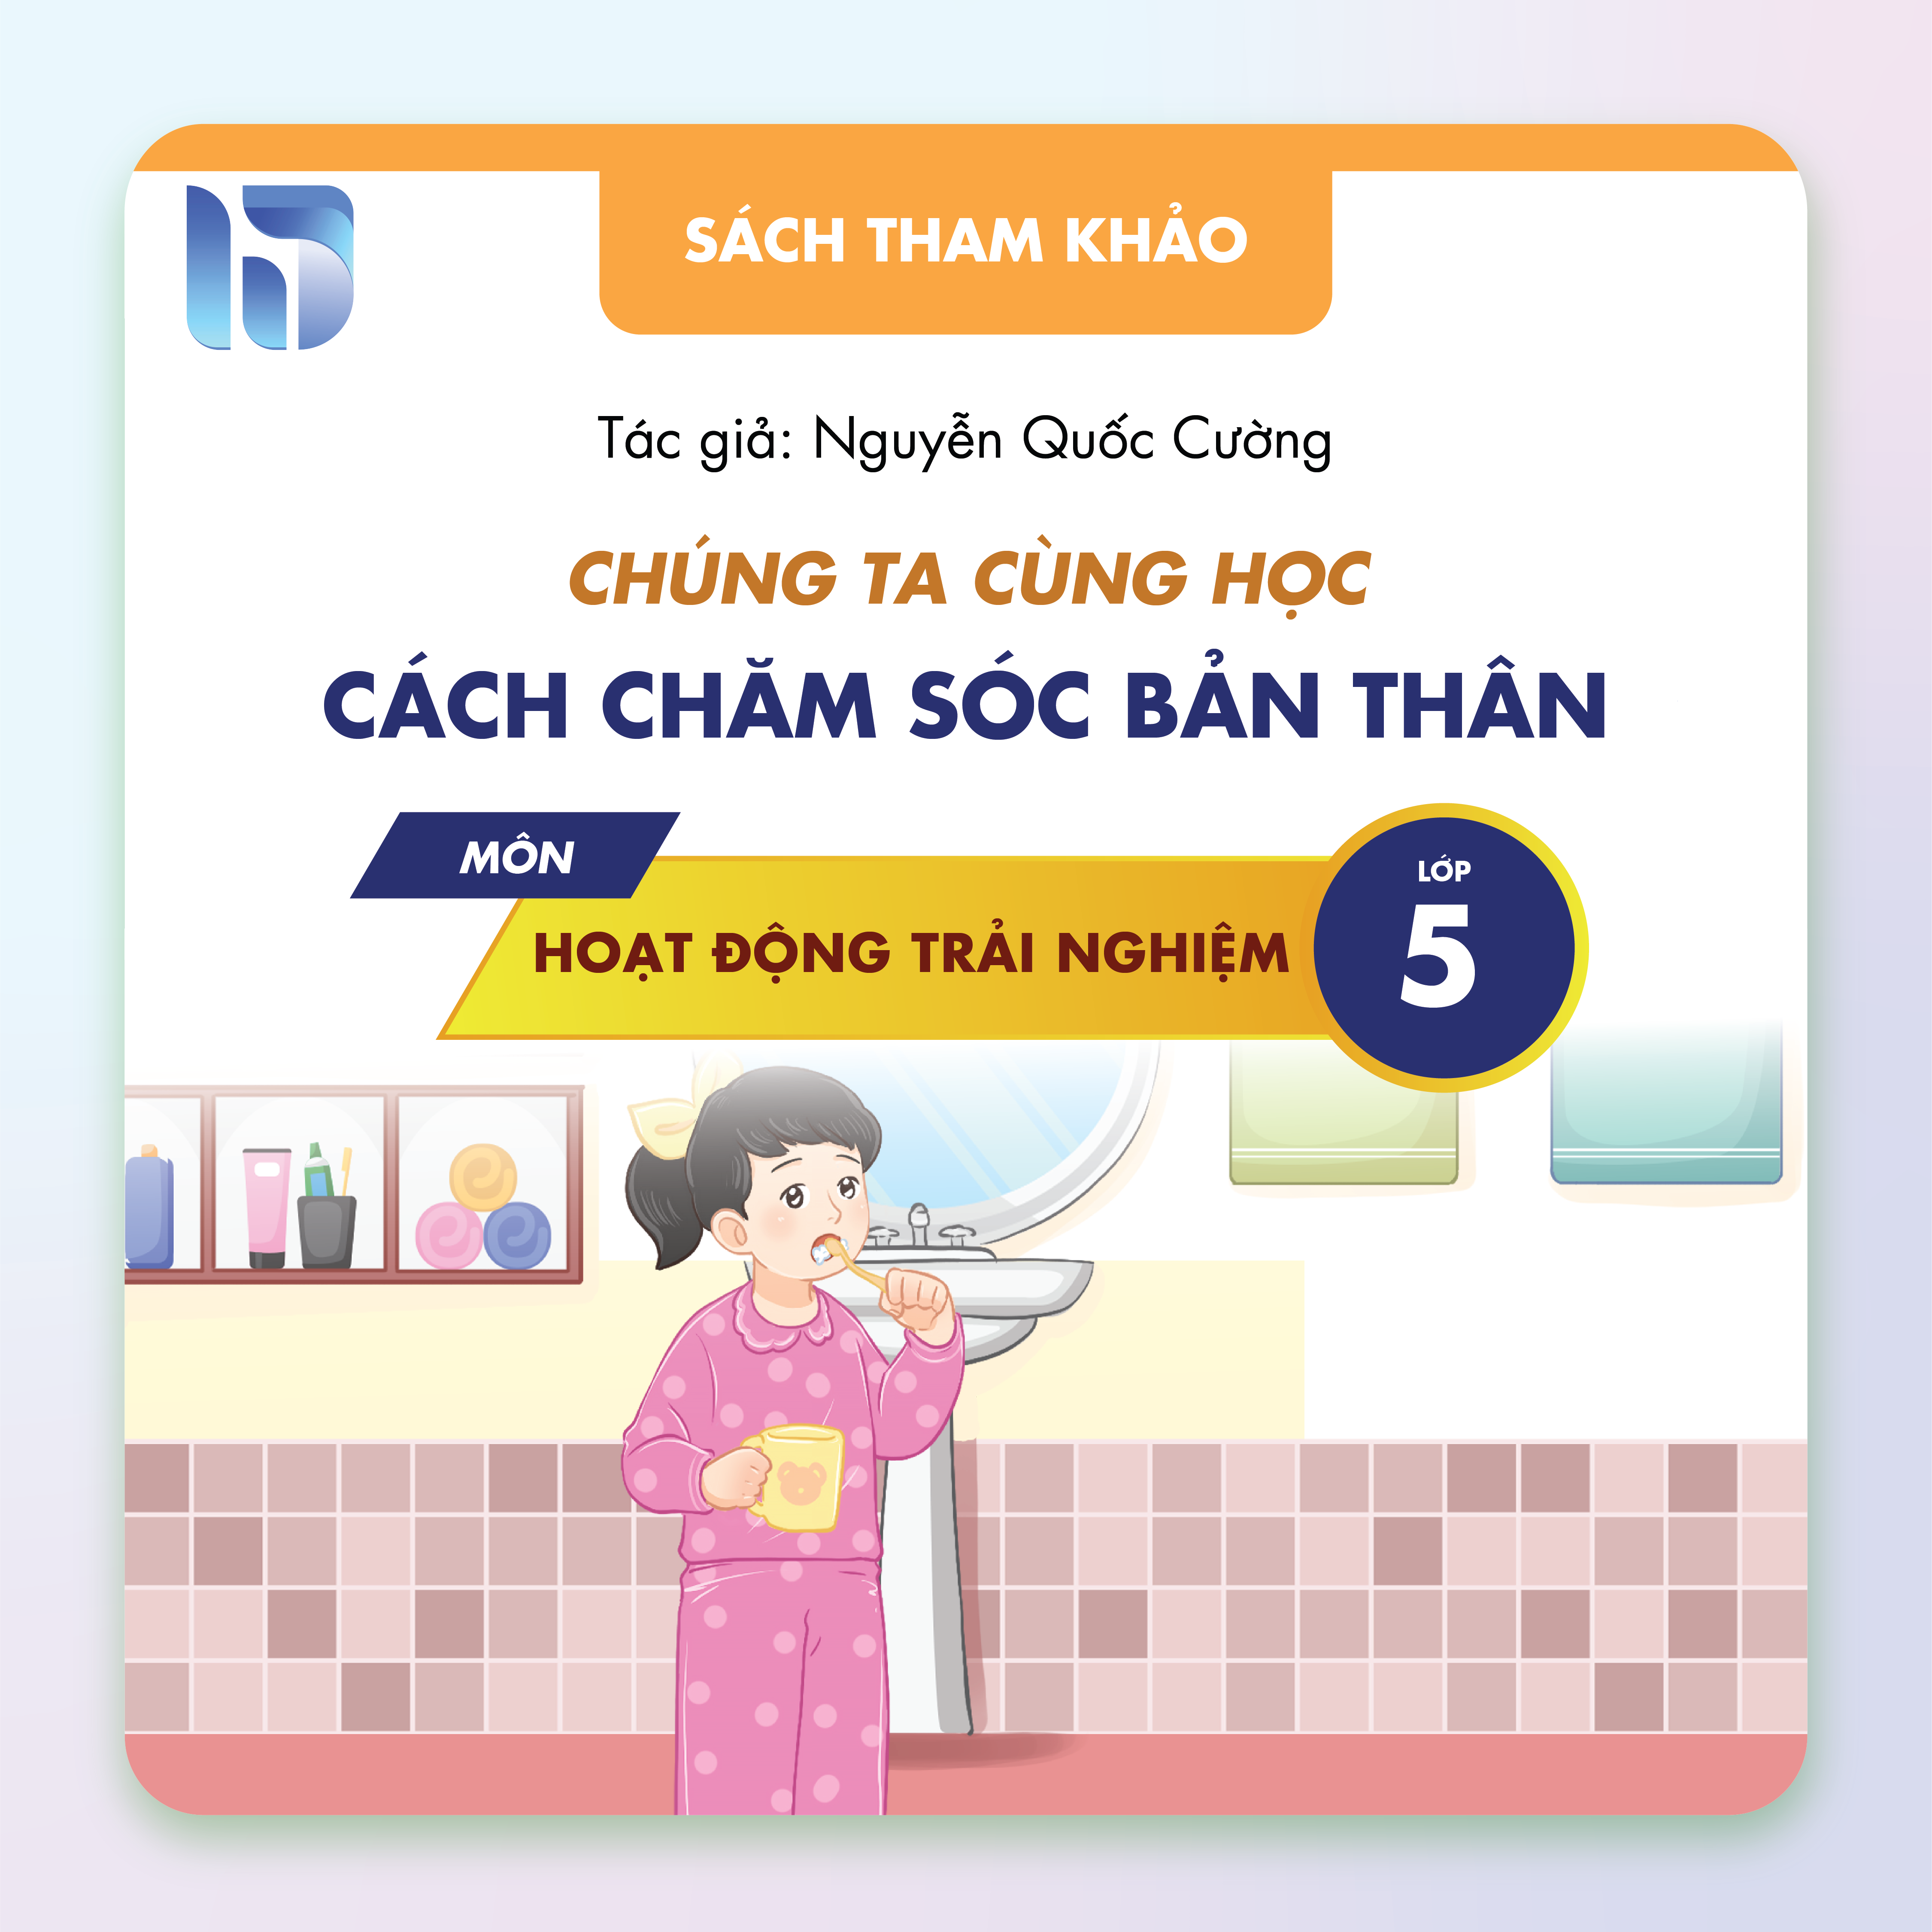 SÁCH THAM KHẢO
Tác giả: Nguyễn Quốc Cường
CHÚNG TA CÙNG HỌC
CÁCH CHĂM SÓC BẢN THÂN
MÔN
HOẠT ĐỘNG TRẢI NGHIỆM
LỚP
5